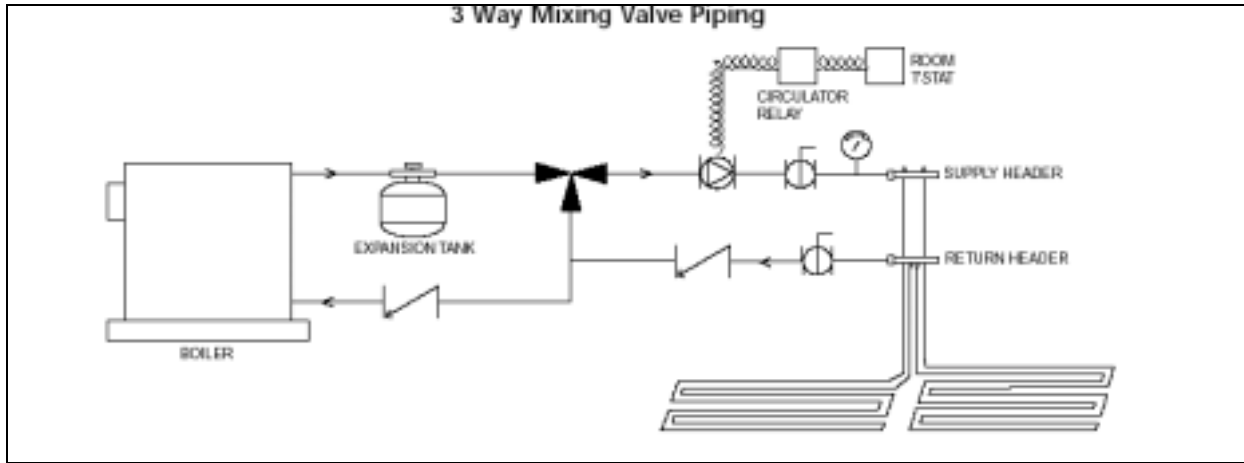 3 Way Mixing Valve Piping
ROOM
T'STAT
CIRCULATOR
RELAY
SUPPLY HEADER
EXPANSION TANK
RETURN HEADER
BOILER